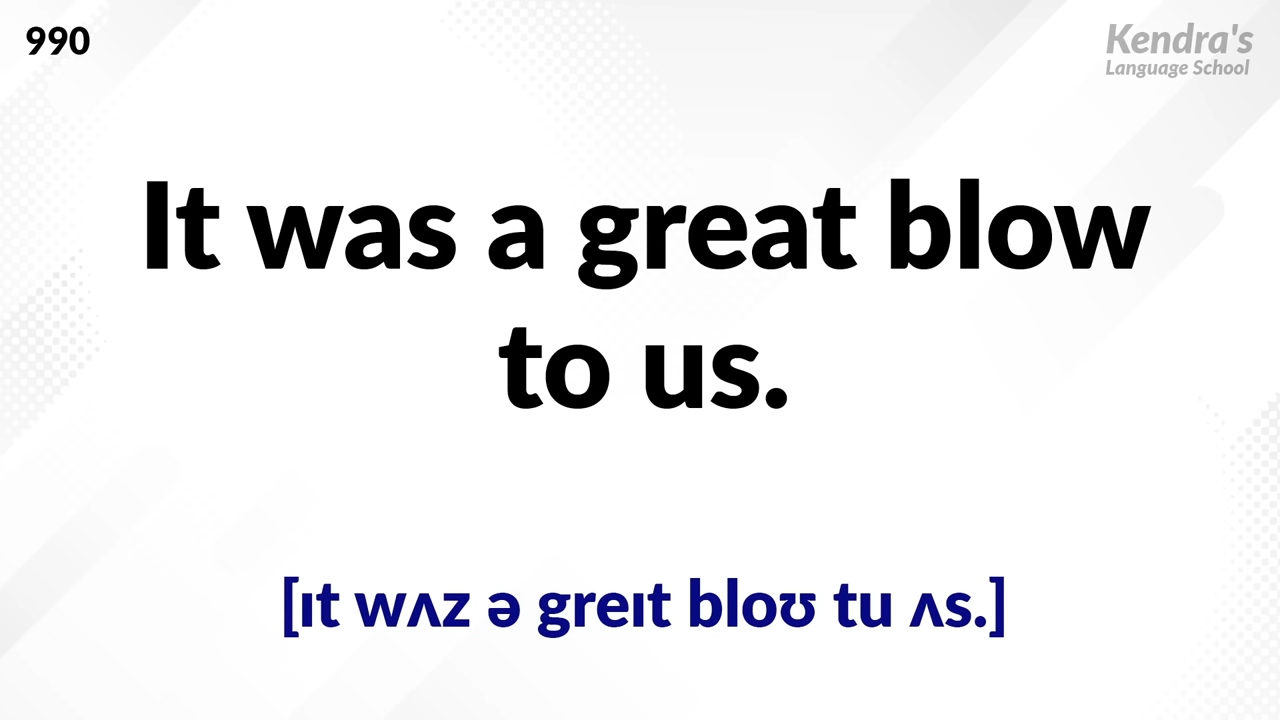 990
Kendra's
Language School
It was a great blow
to us.
[ɪt wʌz ə greɪt bloʊ tu ʌs.]